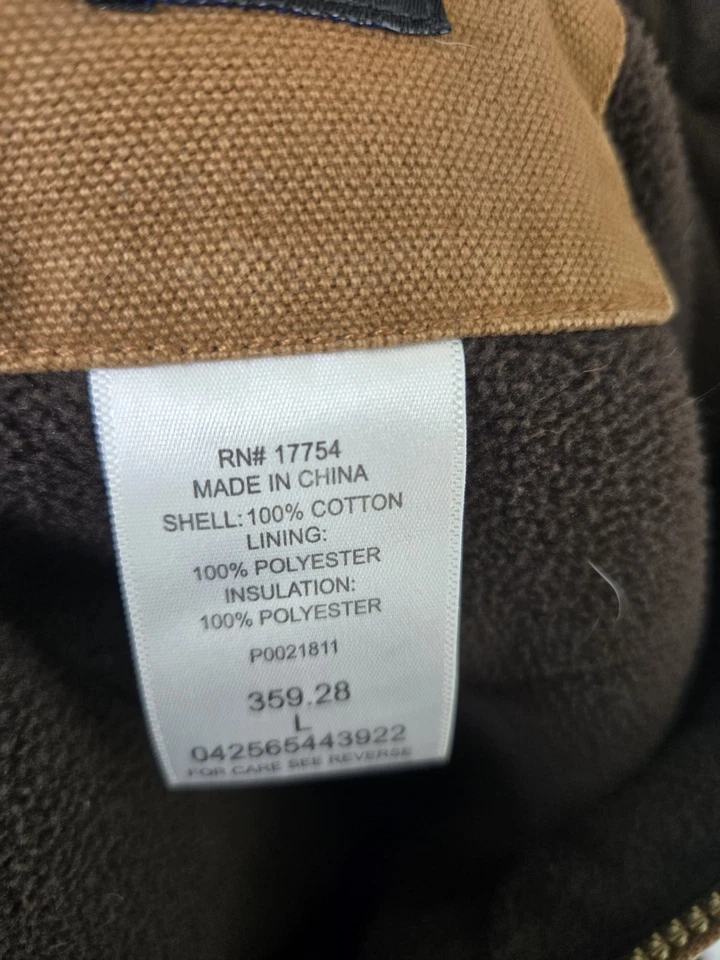 RN# 17754
MADE IN CHINA
SHELL: 100% COTTON
LINING:
100% POLYESTER
INSULATION:
100% POLYESTER
P0021811
359.28
L
042565443922
FOR CARE SEE REVERSE